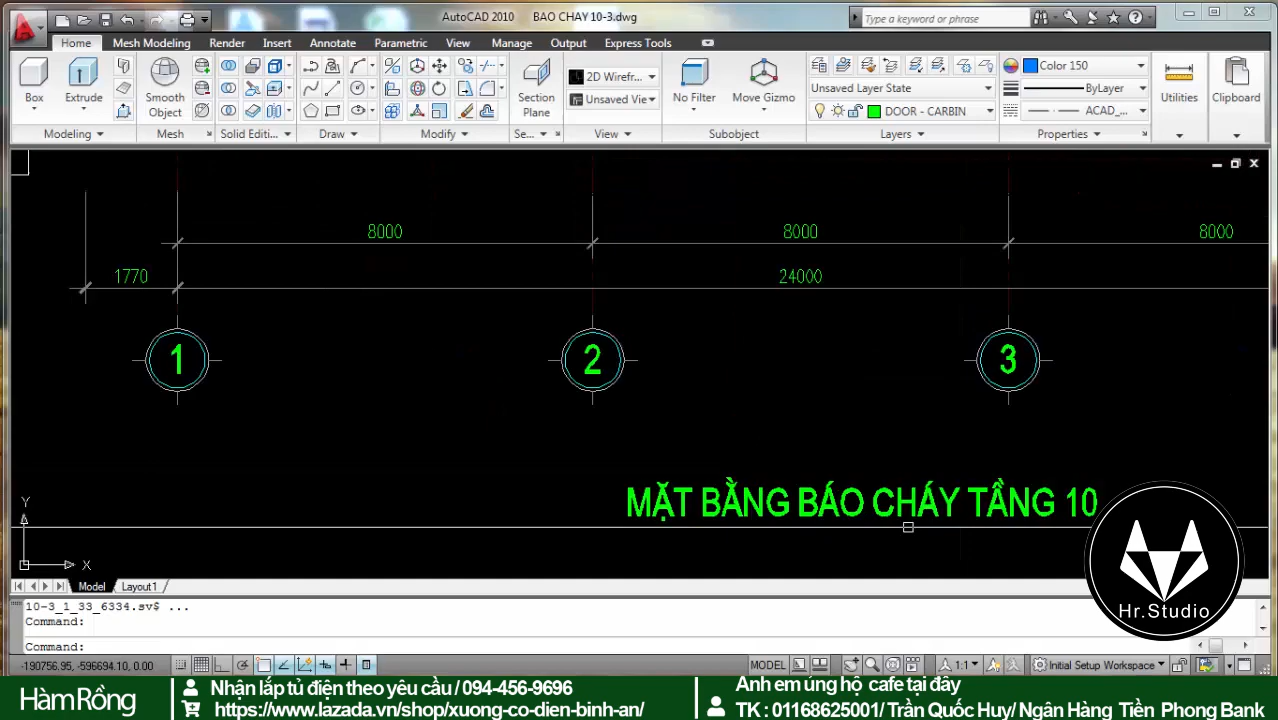 AutoCAD 2010 BAO CHAY 10-3.dwg
Type a keyword or phrase
Home Mesh Modeling Render Insert Annotate Parametric View Manage Output Express Tools
Box Extrude Smooth Object Section Plane
2D Wirefr...
Unsaved Vie
No Filter Move Gizmo
Unsaved Layer State
DOOR - CARBIN
Color 150
ByLayer
ACAD_...
Utilities Clipboard
Modeling Mesh Solid Editi... Draw Modify Se... View Subobject Layers Properties
8000 8000 8000
1770 24000
1 2 3
MẶT BẰNG BÁO CHÁY TẦNG 10
Y
X
Model Layout1
10-3_1_33_6334.sv$ ...
Command:
Command:
-190756.95, -596694.10, 0.00 MODEL 1:1 Initial Setup Workspace
Hr.Studio
HàmRồng
Nhận lắp tủ điện theo yêu cầu / 094-456-9696
https://www.lazada.vn/shop/xuong-co-dien-binh-an/
Anh em úng hộ cafe tại đây
TK : 01168625001/ Trần Quốc Huy/ Ngân Hàng Tiền Phong Bank